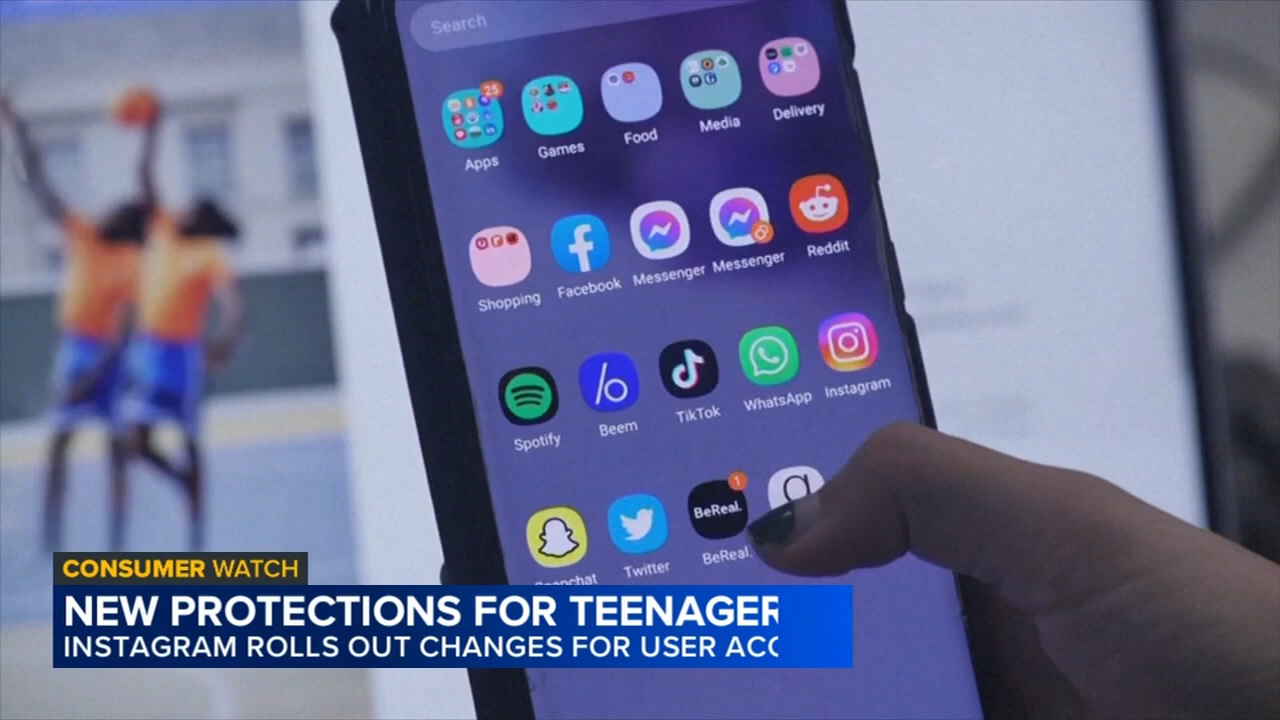 Search
25
Apps
Games
Food
Media
Delivery
Shopping
Facebook
Messenger
Messenger
Reddit
Spotify
Beem
TikTok
WhatsApp
Instagram
1
BeReal.
Snapchat
Twitter
BeReal.
CONSUMER WATCH
NEW PROTECTIONS FOR TEENAGER
INSTAGRAM ROLLS OUT CHANGES FOR USER ACC